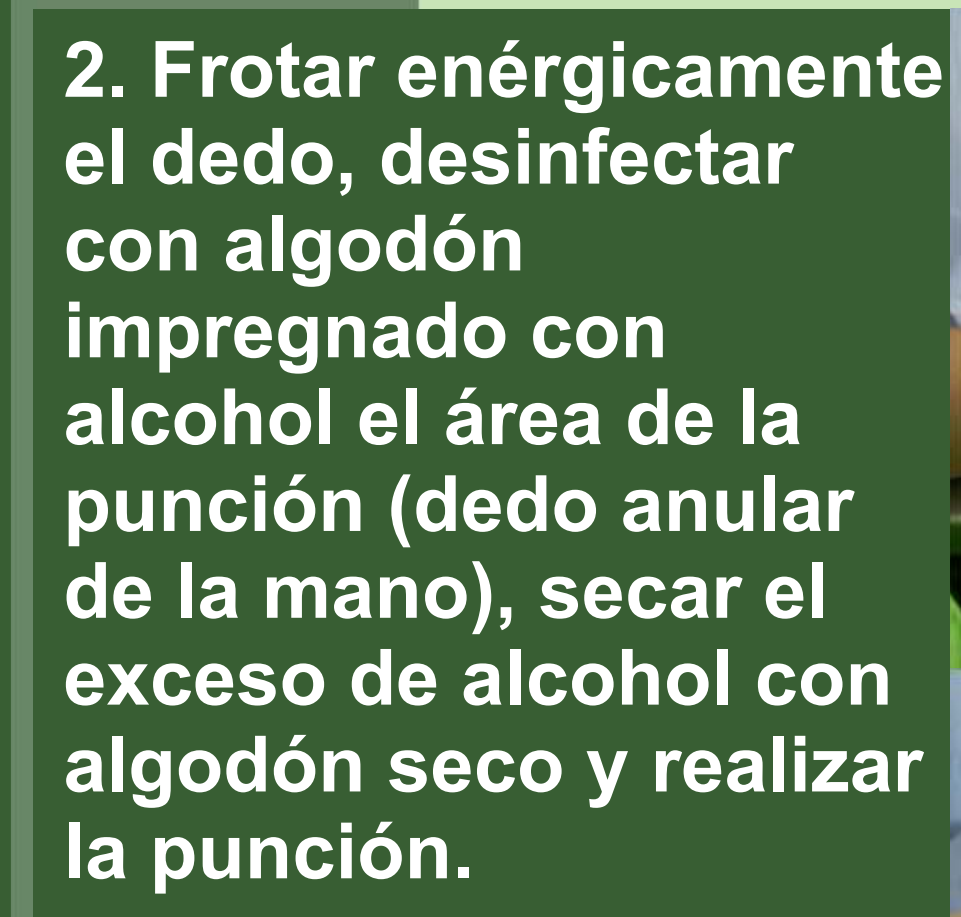 2. Frotar enérgicamente
el dedo, desinfectar
con algodón
impregnado con
alcohol el área de la
punción (dedo anular
de la mano), secar el
exceso de alcohol con
algodón seco y realizar
la punción.